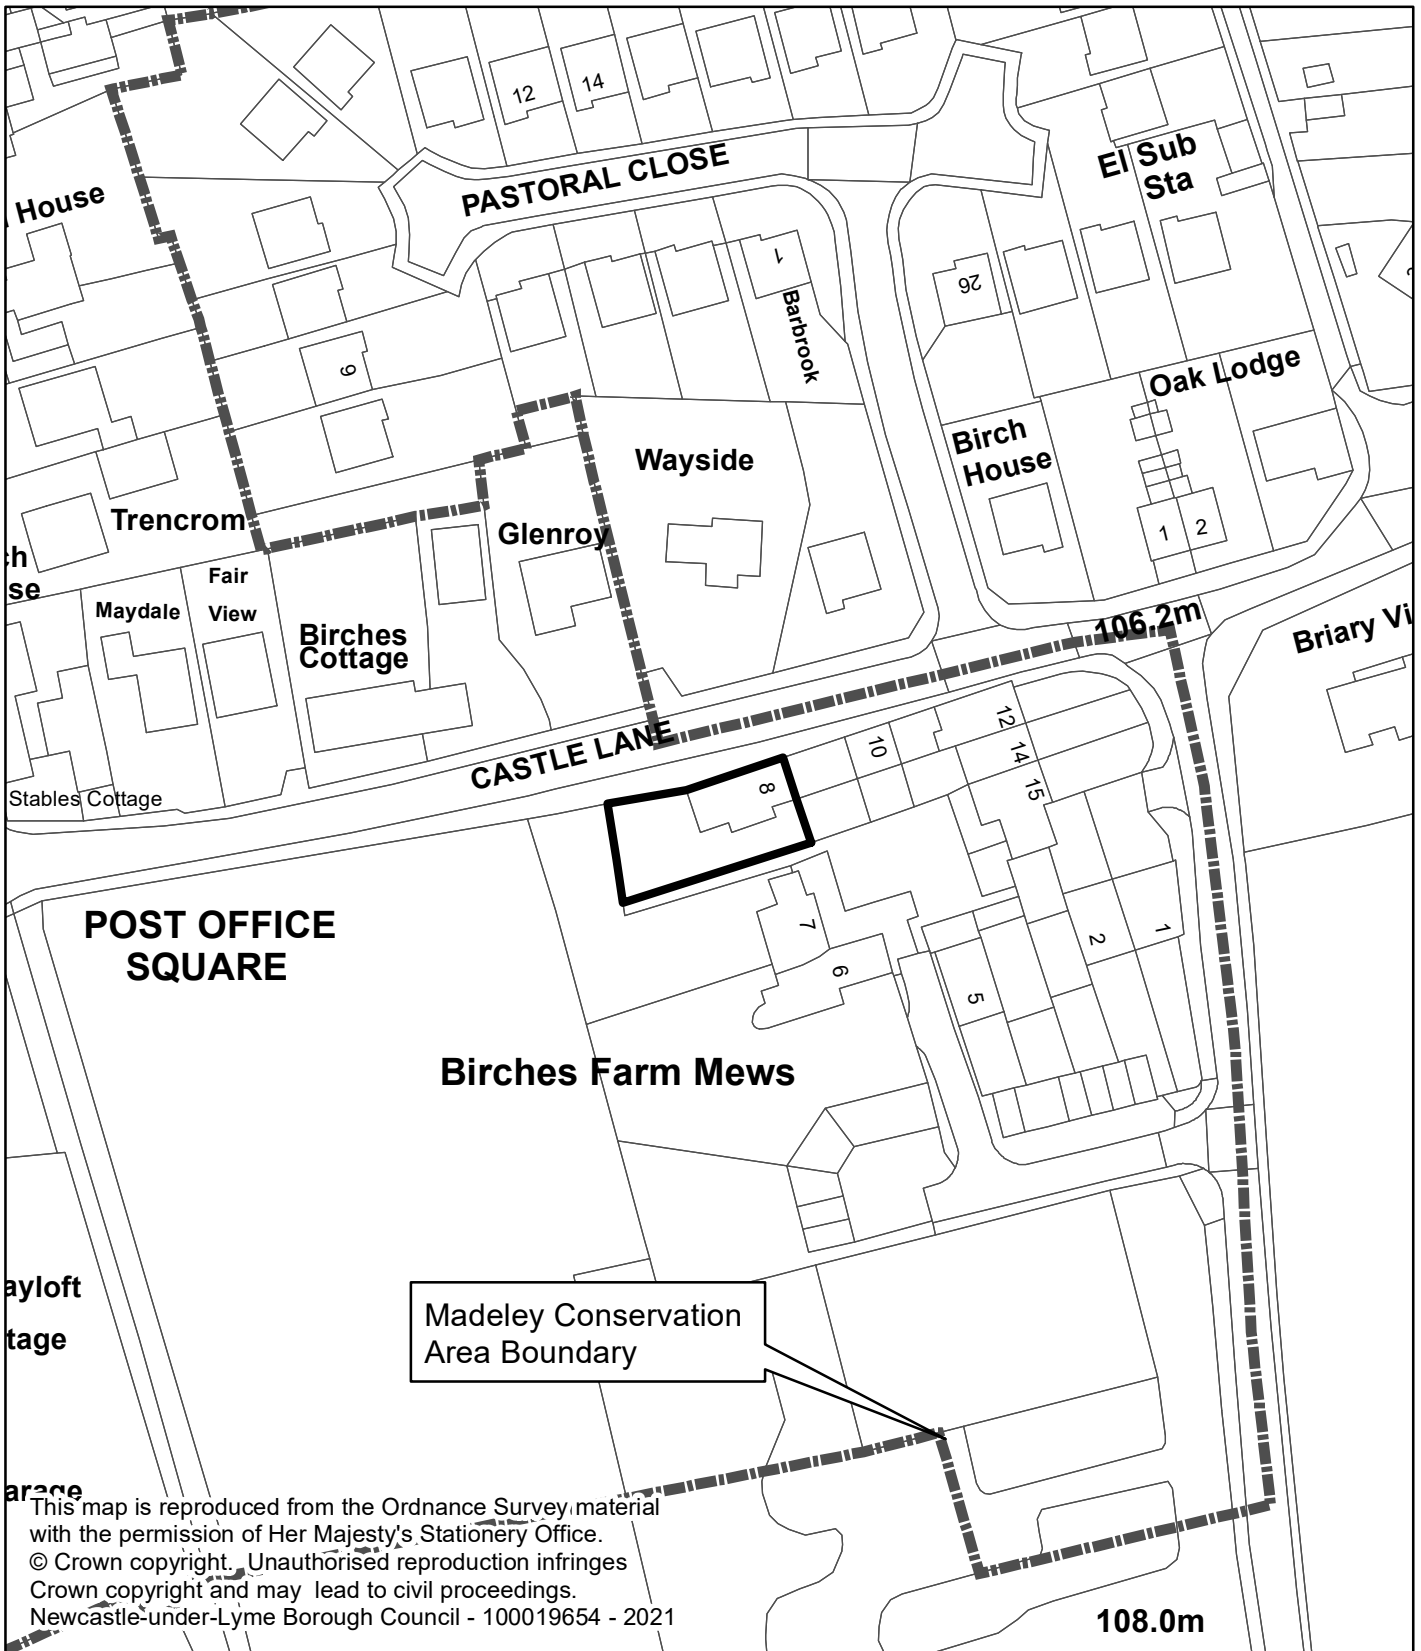 12
14
PASTORAL CLOSE
El Sub
Sta
House
1
Barbrook
26
9
Oak Lodge
Birch
House
Wayside
Trencrom
Glenroy
1
2
Fair
View
Maydale
Birches
Cottage
106.2m
Briary Vi
ch
se
CASTLE LANE
12
10
14
8
15
Stables Cottage
POST OFFICE
SQUARE
7
6
5
2
1
Birches Farm Mews
ayloft
tage
Madeley Conservation
Area Boundary
arage
This map is reproduced from the Ordnance Survey material
with the permission of Her Majesty's Stationery Office.
© Crown copyright. Unauthorised reproduction infringes
Crown copyright and may lead to civil proceedings.
Newcastle-under-Lyme Borough Council - 100019654 - 2021
108.0m